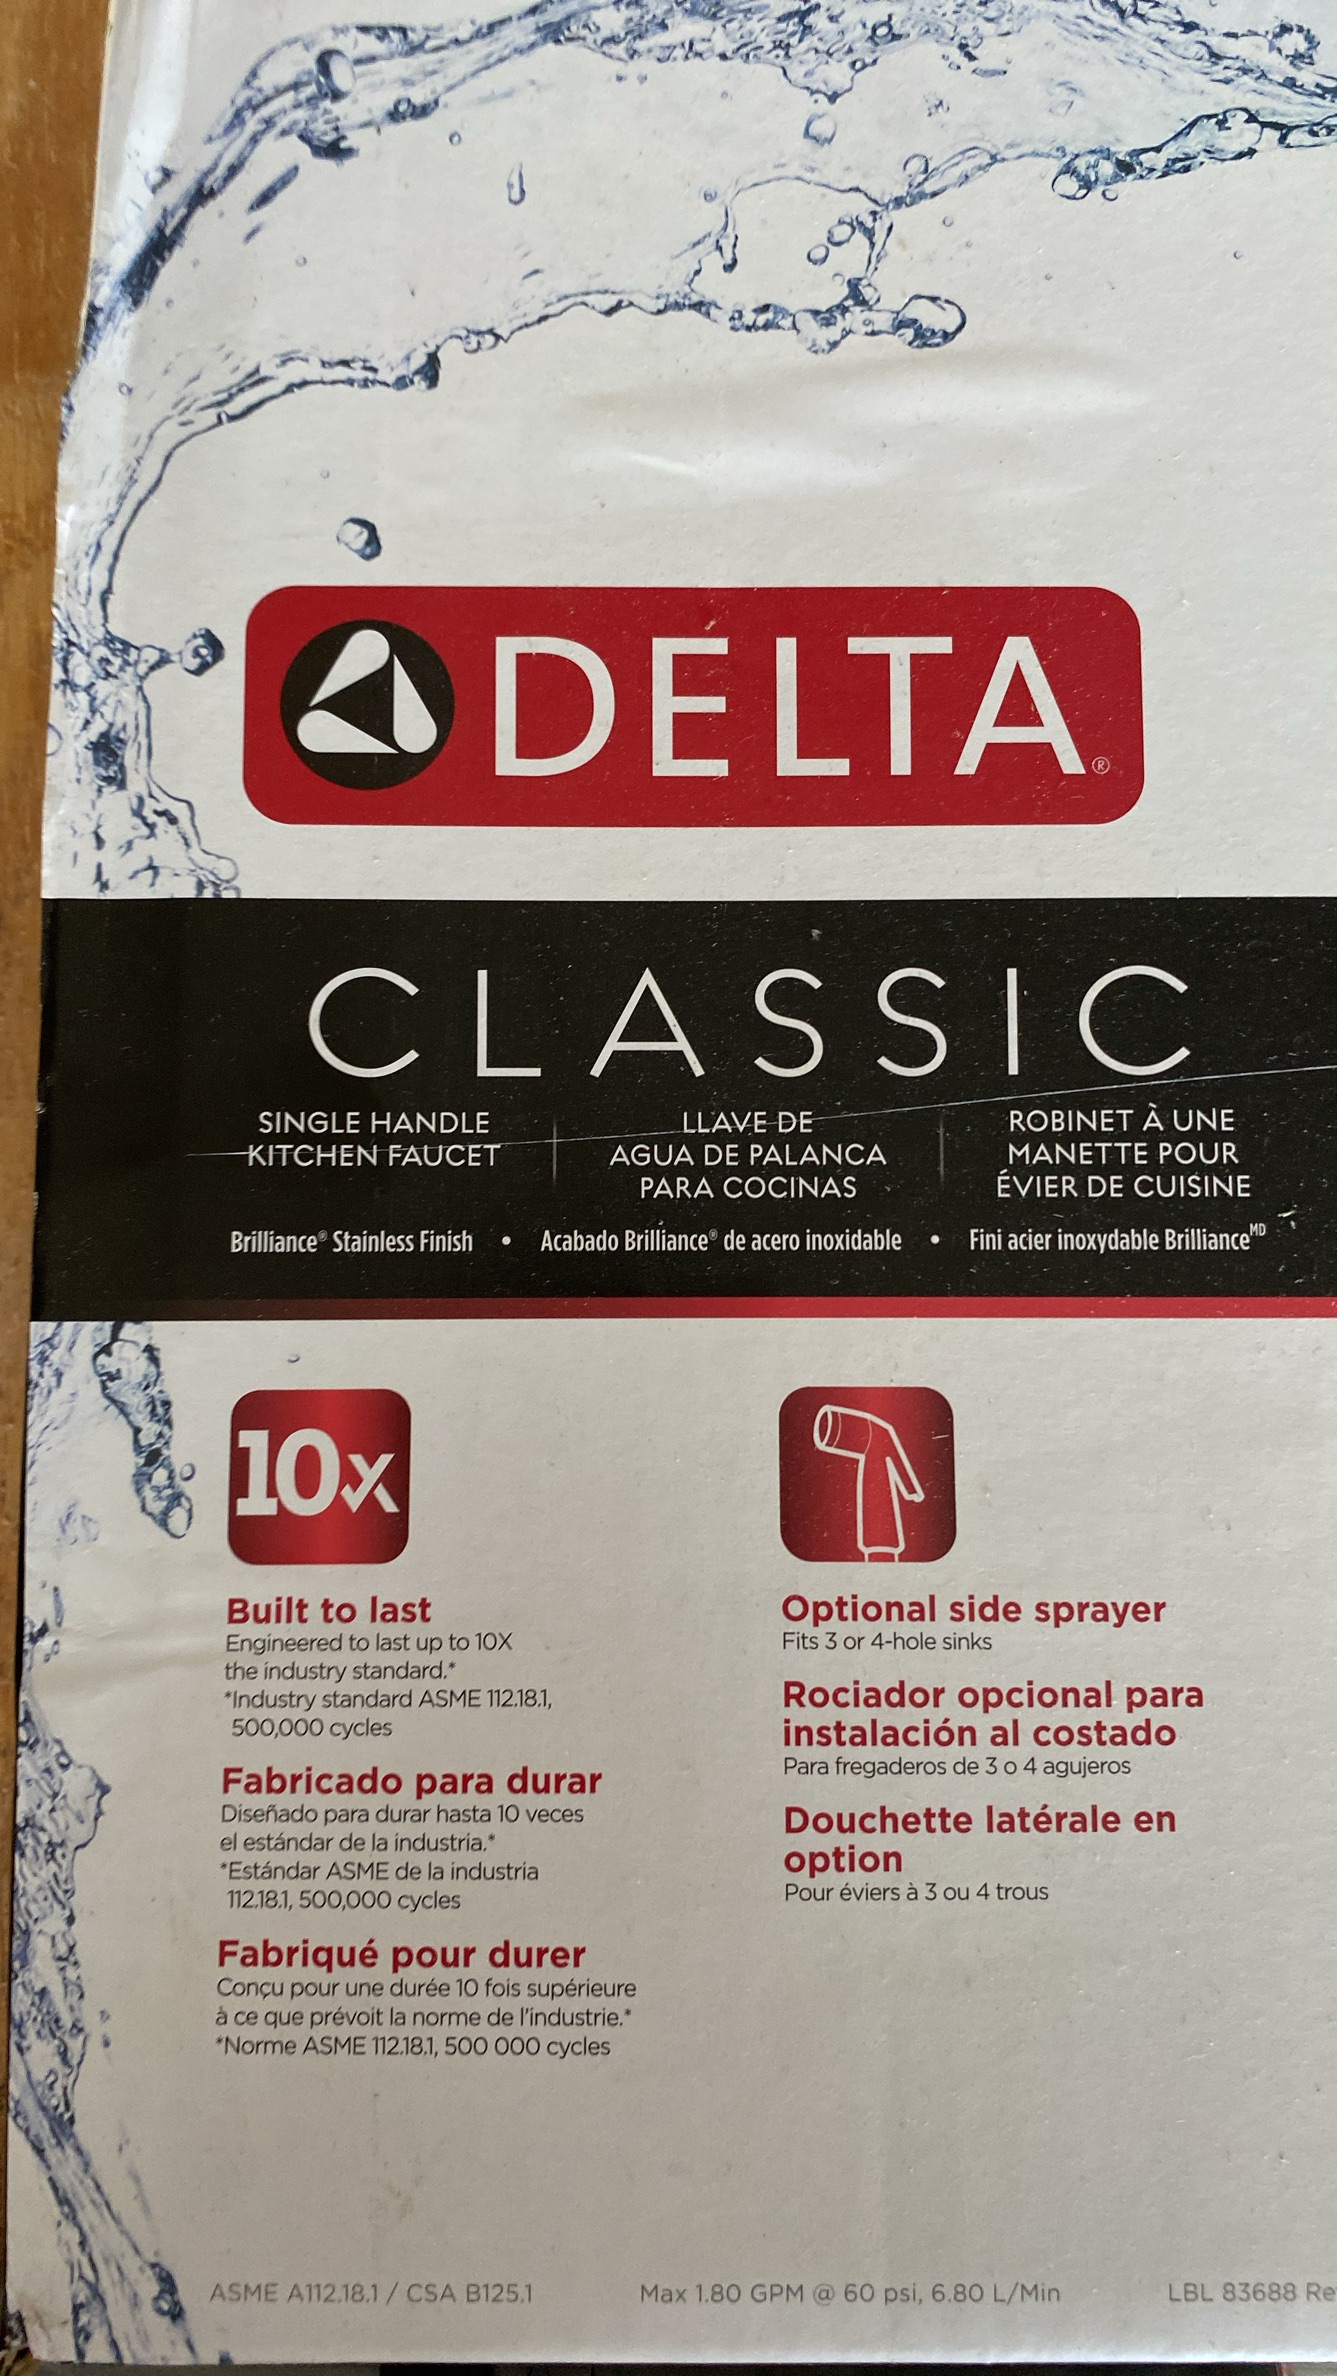 DELTA®
CLASSIC
SINGLE HANDLE
KITCHEN FAUCET
LLAVE DE
AGUA DE PALANCA
PARA COCINAS
ROBINET À UNE
MANETTE POUR
ÉVIER DE CUISINE
Brilliance® Stainless Finish • Acabado Brilliance® de acero inoxidable • Fini acier inoxydable Brilliance^MD
10x
Built to last
Engineered to last up to 10X
the industry standard.*
*Industry standard ASME 112.18.1,
500,000 cycles
Fabricado para durar
Diseñado para durar hasta 10 veces
el estándar de la industria.*
*Estándar ASME de la industria
112.18.1, 500,000 cycles
Fabriqué pour durer
Conçu pour une durée 10 fois supérieure
à ce que prévoit la norme de l'industrie.*
*Norme ASME 112.18.1, 500 000 cycles
Optional side sprayer
Fits 3 or 4-hole sinks
Rociador opcional para
instalación al costado
Para fregaderos de 3 o 4 agujeros
Douchette latérale en
option
Pour éviers à 3 ou 4 trous
ASME A112.18.1 / CSA B125.1
Max 1.80 GPM @ 60 psi, 6.80 L/Min
LBL 83688 Re